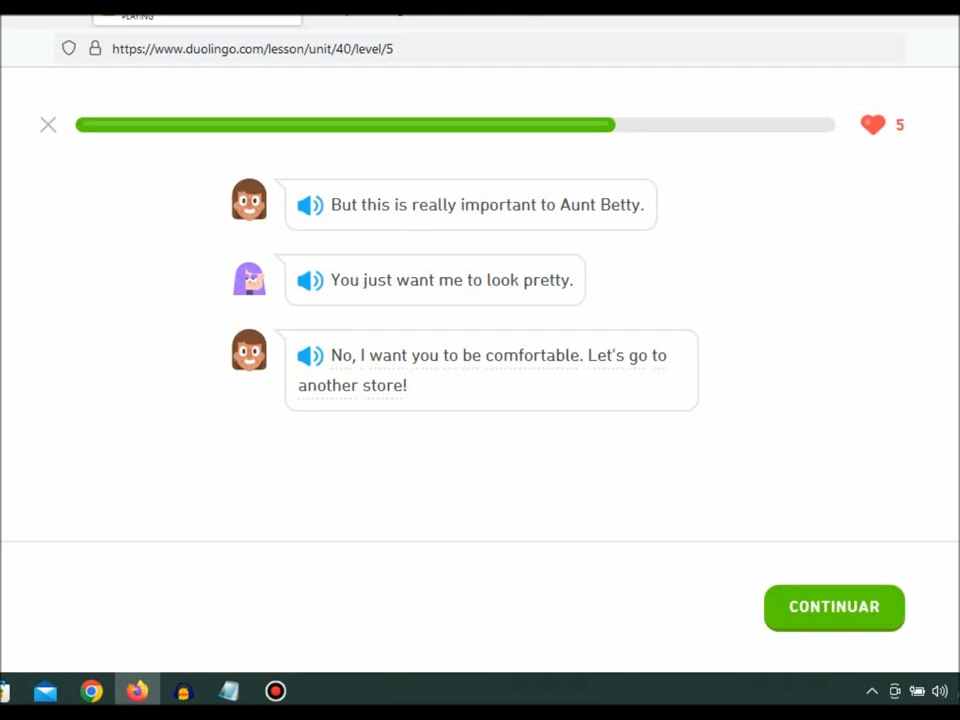 PLAYING
https://www.duolingo.com/lesson/unit/40/level/5
5
But this is really important to Aunt Betty.
You just want me to look pretty.
No, I want you to be comfortable. Let's go to
another store!
CONTINUAR